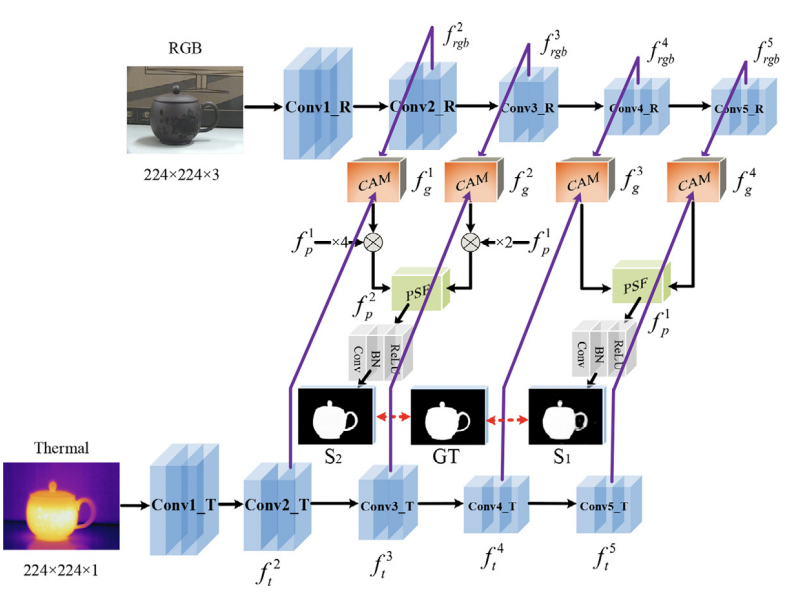 RGB
224×224×3
Conv1_R
Conv2_R
Conv3_R
Conv4_R
Conv5_R
f_{rgb}^2
f_{rgb}^3
f_{rgb}^4
f_{rgb}^5
CAM
f_g^1
CAM
f_g^2
CAM
f_g^3
CAM
f_g^4
f_p^1
×4
×2
f_p^1
PSF
f_p^2
PSF
f_p^1
Conv
BN
ReLU
Conv
BN
ReLU
S2
GT
S1
Thermal
224×224×1
Conv1_T
Conv2_T
Conv3_T
Conv4_T
Conv5_T
f_t^2
f_t^3
f_t^4
f_t^5